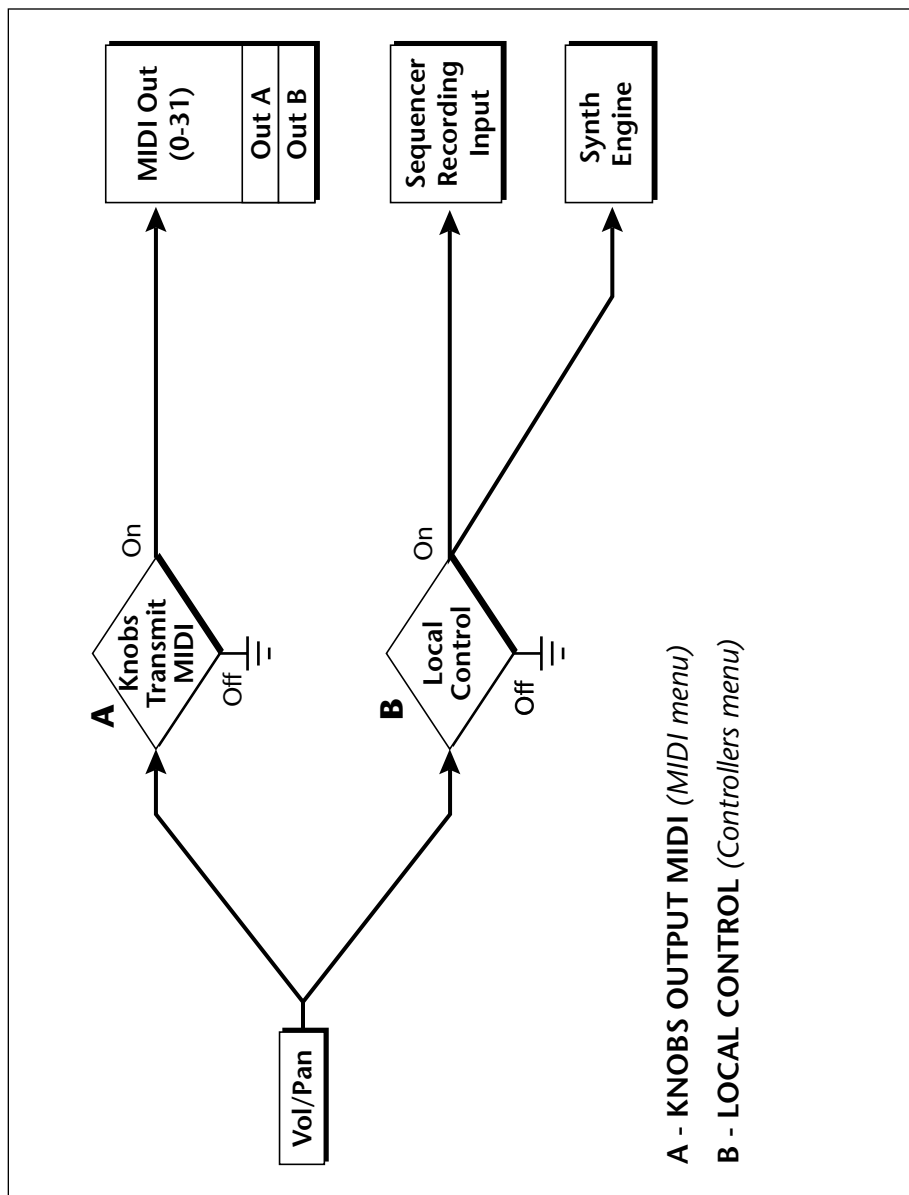 Vol/Pan
A
Knobs
Transmit
MIDI
On
Off
MIDI Out
(0-31)
Out A
Out B
B
Local
Control
On
Off
Sequencer
Recording
Input
Synth
Engine
A - KNOBS OUTPUT MIDI (MIDI menu)
B - LOCAL CONTROL (Controllers menu)